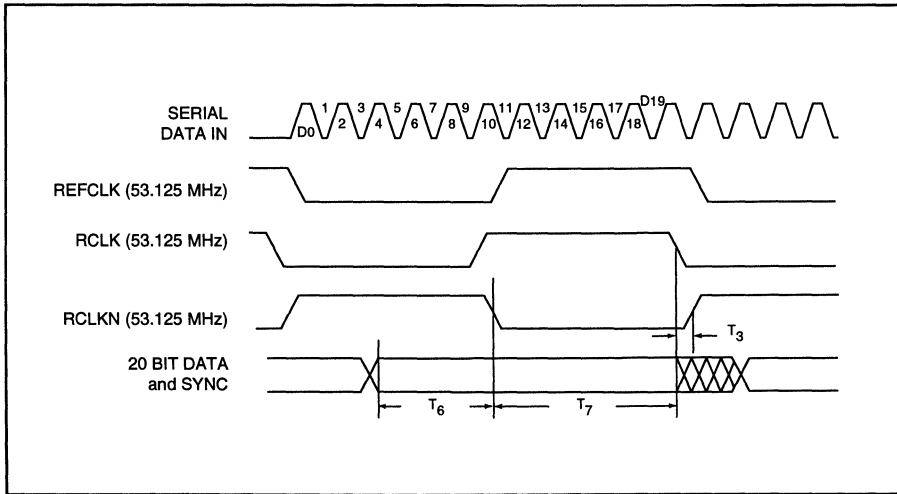 SERIAL
DATA IN
D0 1 2 3 4 5 6 7 8 9 10 11 12 13 14 15 16 17 18 D19
REFCLK (53.125 MHz)
RCLK (53.125 MHz)
RCLKN (53.125 MHz)
T3
20 BIT DATA
and SYNC
T6 T7